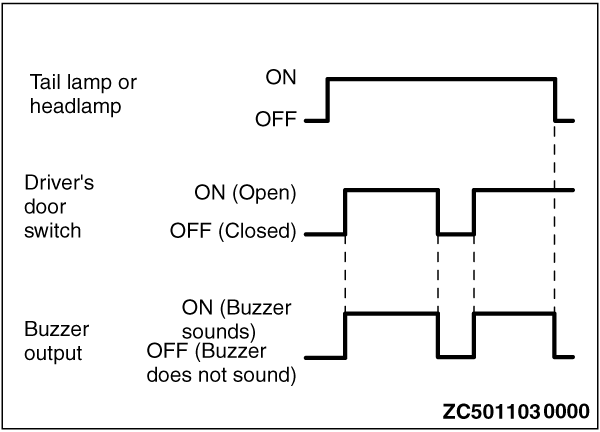 Tail lamp or
headlamp
ON
OFF
Driver's
door
switch
ON (Open)
OFF (Closed)
Buzzer
output
ON (Buzzer
sounds)
OFF (Buzzer
does not sound)
ZC5011030000